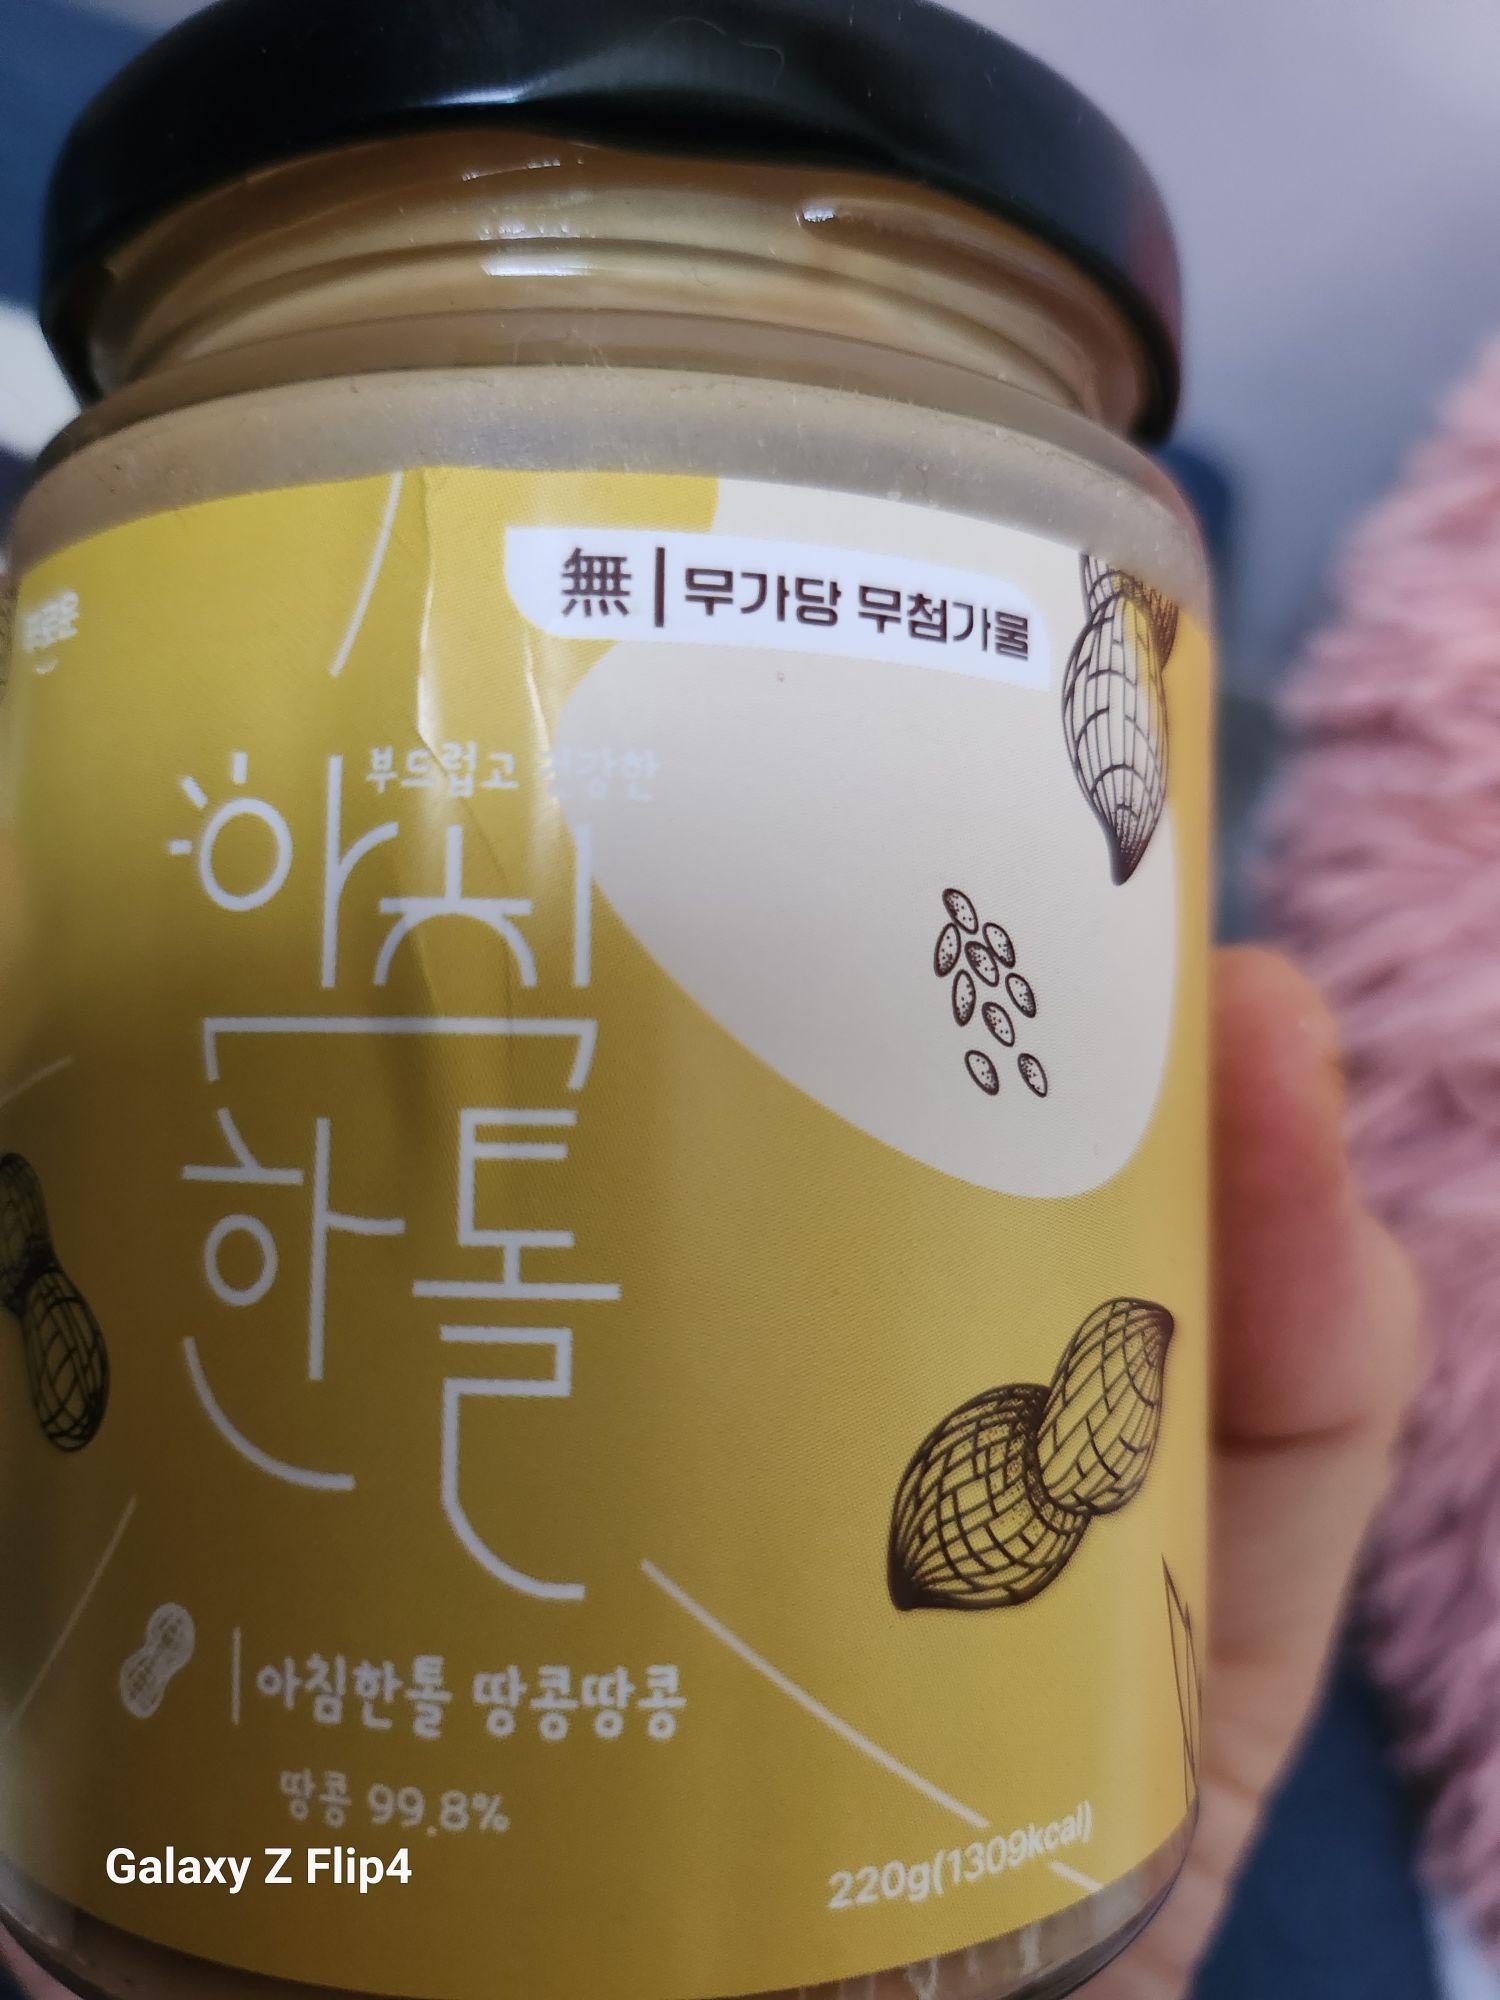 無 | 무가당 무첨가물
부드럽고 건강한
아침
한톨
아침한톨 땅콩땅콩
땅콩 99.8%
220g(1309kcal)
Galaxy Z Flip4